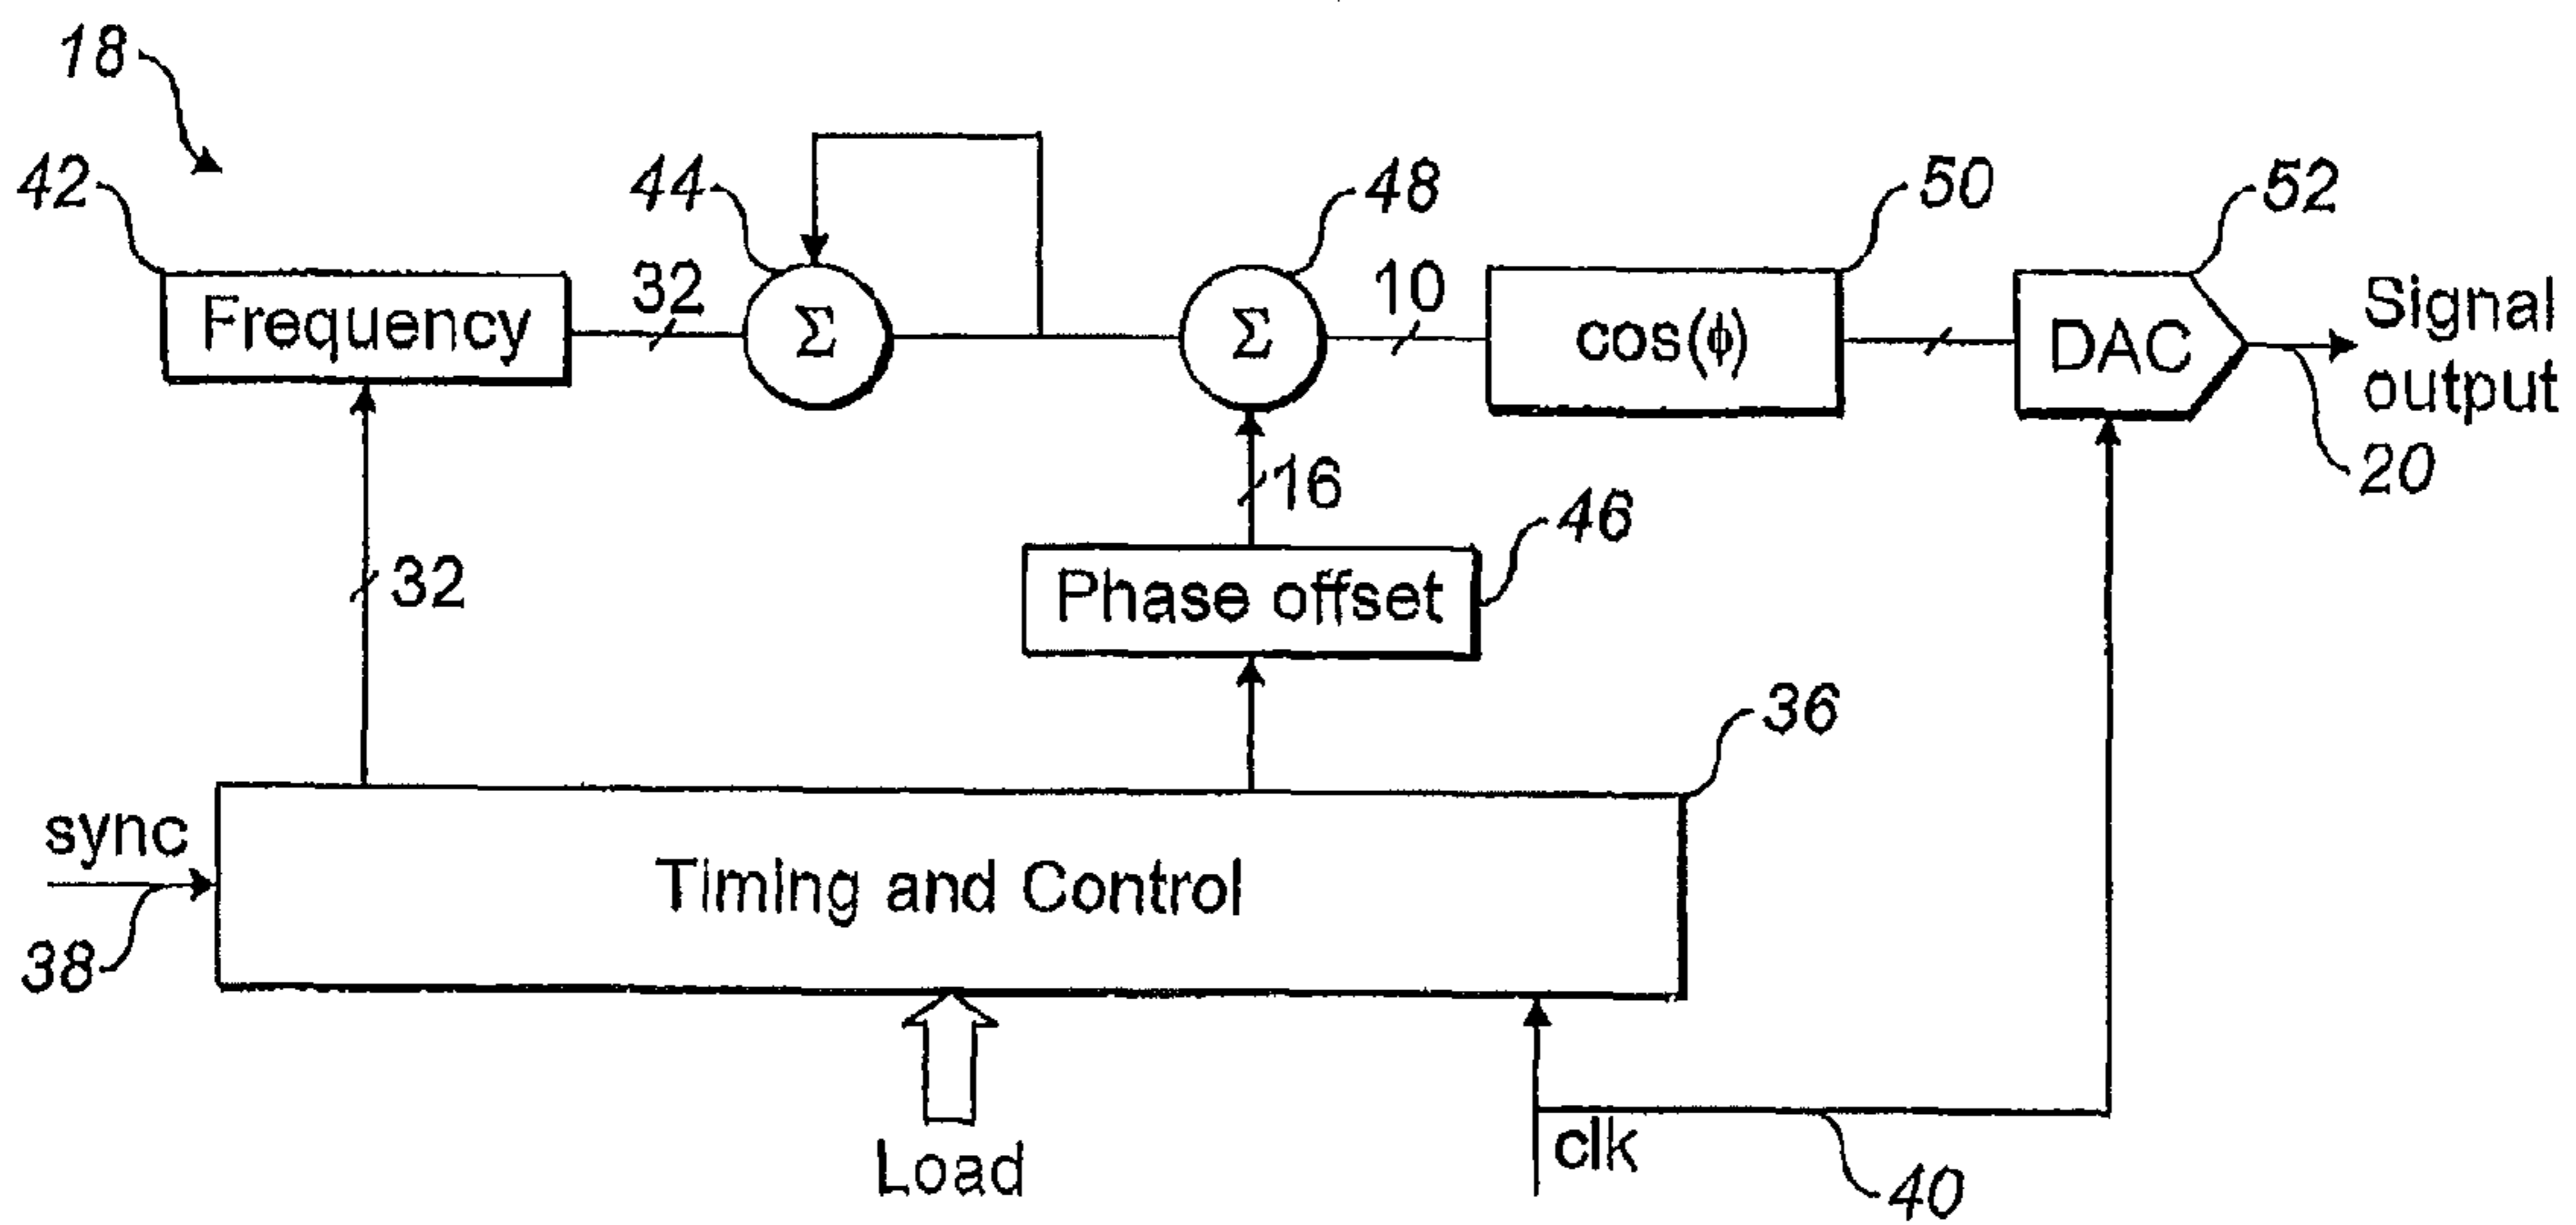 18
42
44
48
50
52
Frequency
32
Σ
Σ
10
cos(ϕ)
DAC
Signal
output
20
16
46
32
Phase offset
36
sync
38
Timing and Control
Load
clk
40